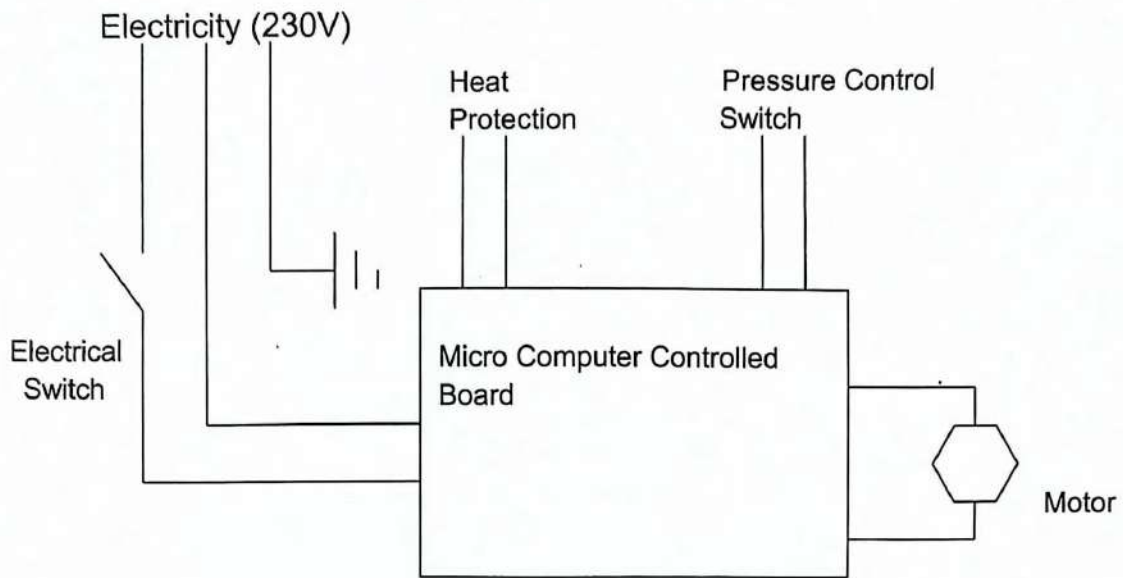 Electricity (230V)
Heat
Protection
Pressure Control
Switch
Electrical
Switch
Micro Computer Controlled
Board
Motor